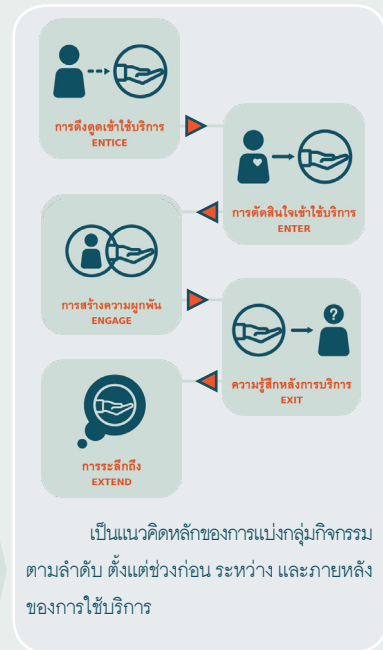 การดึงดูดเข้าใช้บริการ
ENTICE
การตัดสินใจเข้าใช้บริการ
ENTER
การสร้างความผูกพัน
ENGAGE
?
ความรู้สึกหลังการบริการ
EXIT
การระลึกถึง
EXTEND
เป็นแนวคิดหลักของการแบ่งกลุ่มกิจกรรม
ตามลำดับ ตั้งแต่ช่วงก่อน ระหว่าง และภายหลัง
ของการใช้บริการ